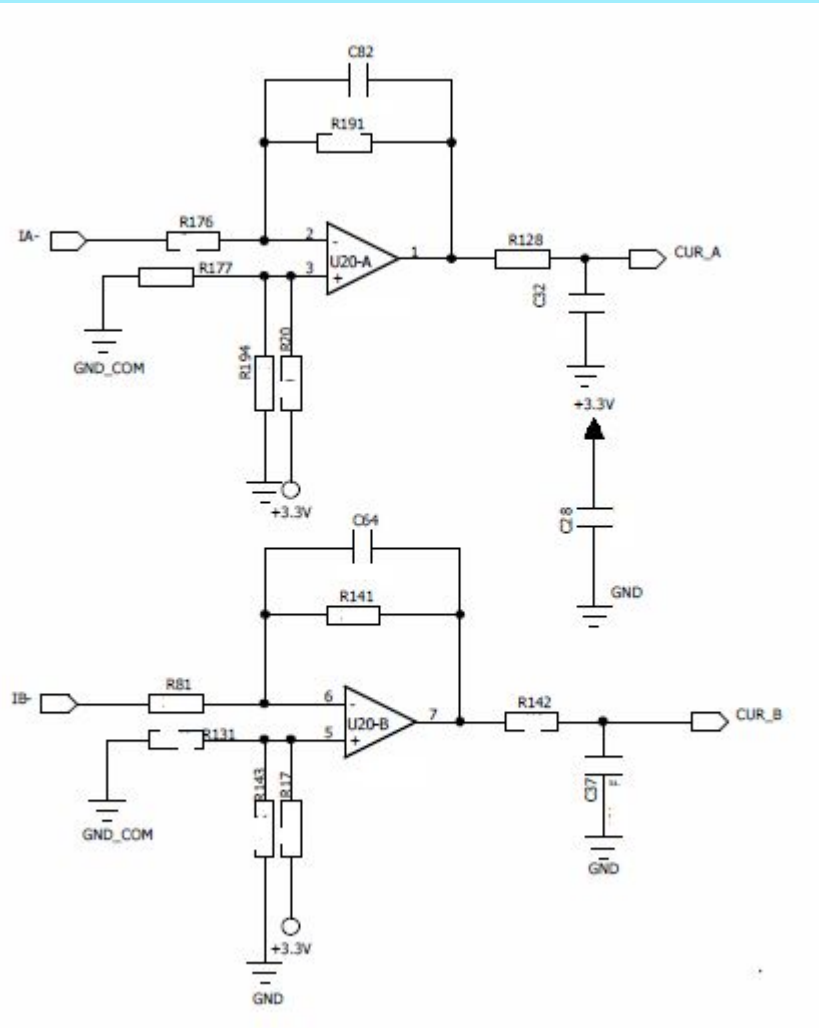 C82
R191
IA-
R176
2
-
U20-A
1
R177
3
+
R128
CUR_A
C32
GND_COM
R194
R20
+3.3V
+3.3V
C28
GND
C64
R141
IB-
R81
6
-
U20-B
7
R131
5
+
R142
CUR_B
C37
F
GND_COM
R143
R17
+3.3V
GND
GND